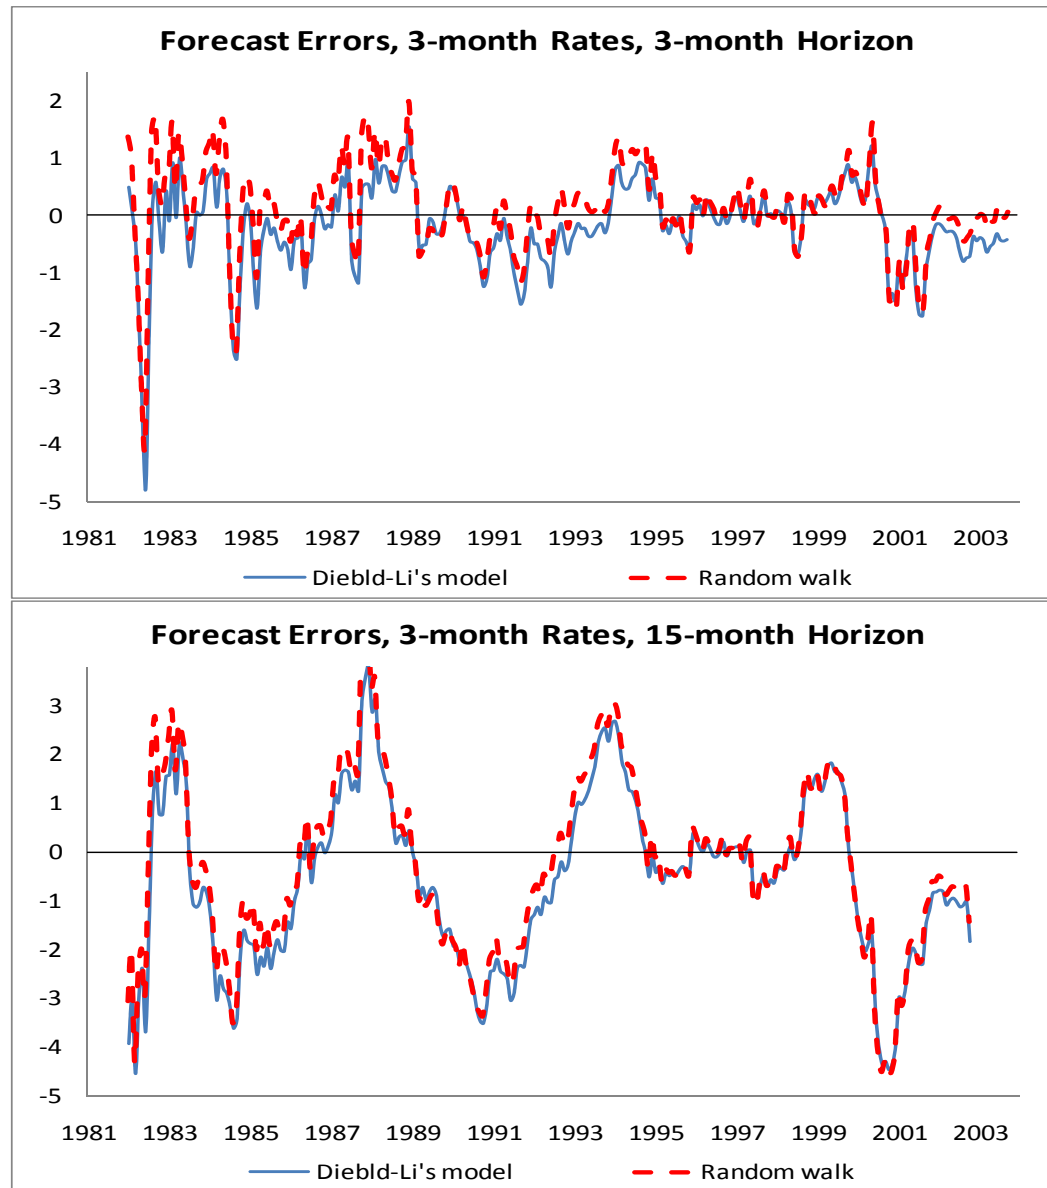 Forecast Errors, 3-month Rates, 3-month Horizon
2
1
0
-1
-2
-3
-4
-5
1981 1983 1985 1987 1989 1991 1993 1995 1997 1999 2001 2003
Diebld-Li's model Random walk
Forecast Errors, 3-month Rates, 15-month Horizon
3
2
1
0
-1
-2
-3
-4
-5
1981 1983 1985 1987 1989 1991 1993 1995 1997 1999 2001 2003
Diebld-Li's model Random walk